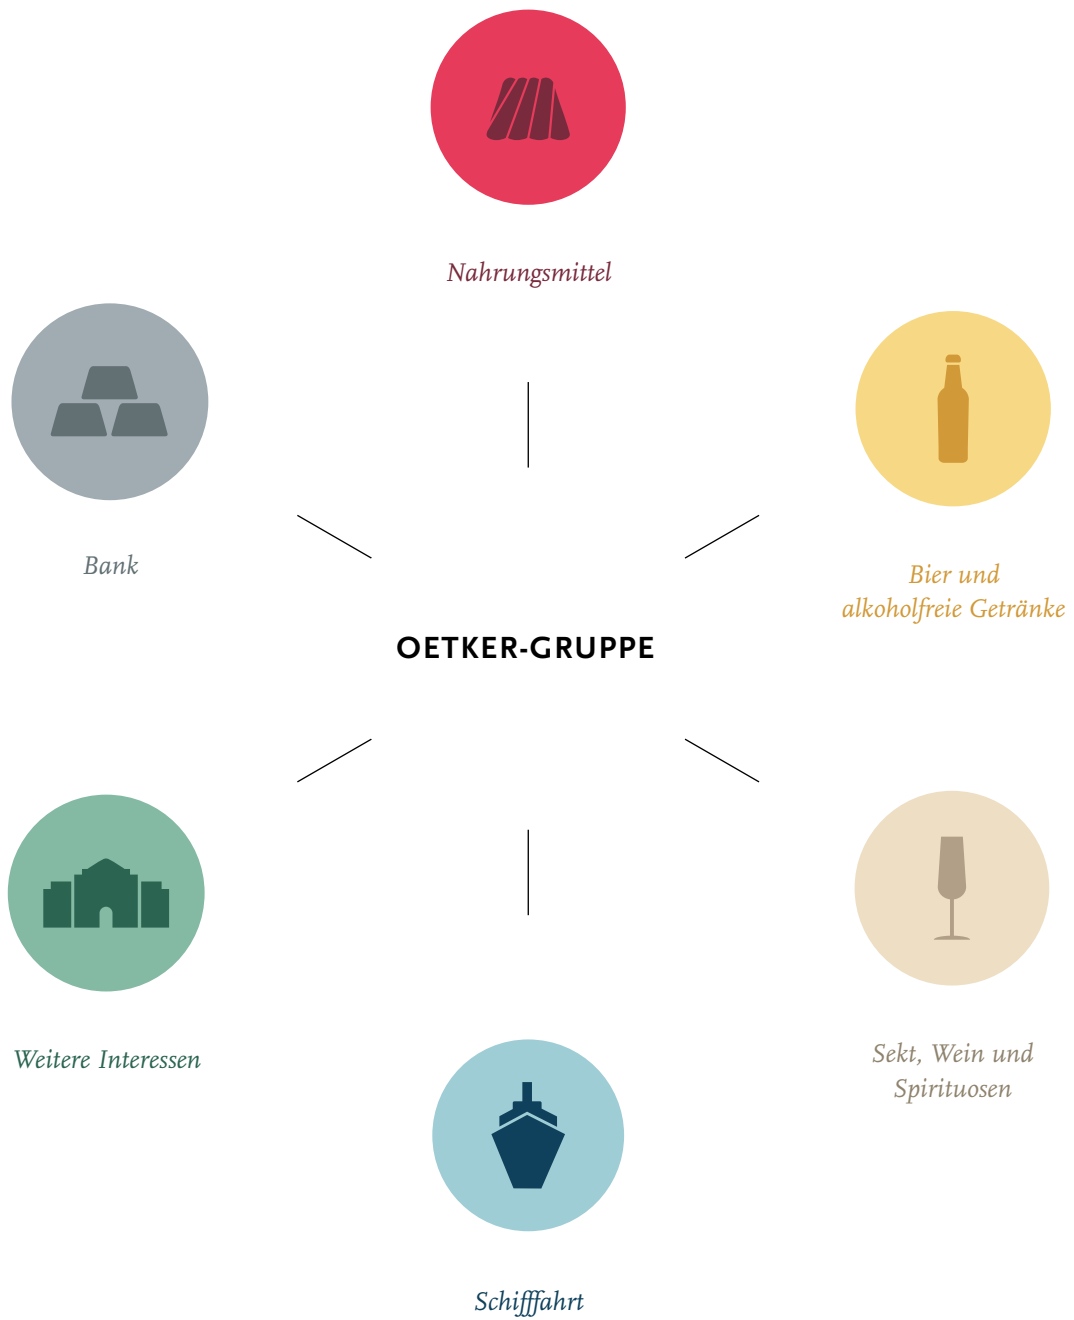 Nahrungsmittel
Bank
Bier und
alkoholfreie Getränke
OETKER-GRUPPE
Weitere Interessen
Sekt, Wein und
Spirituosen
Schifffahrt